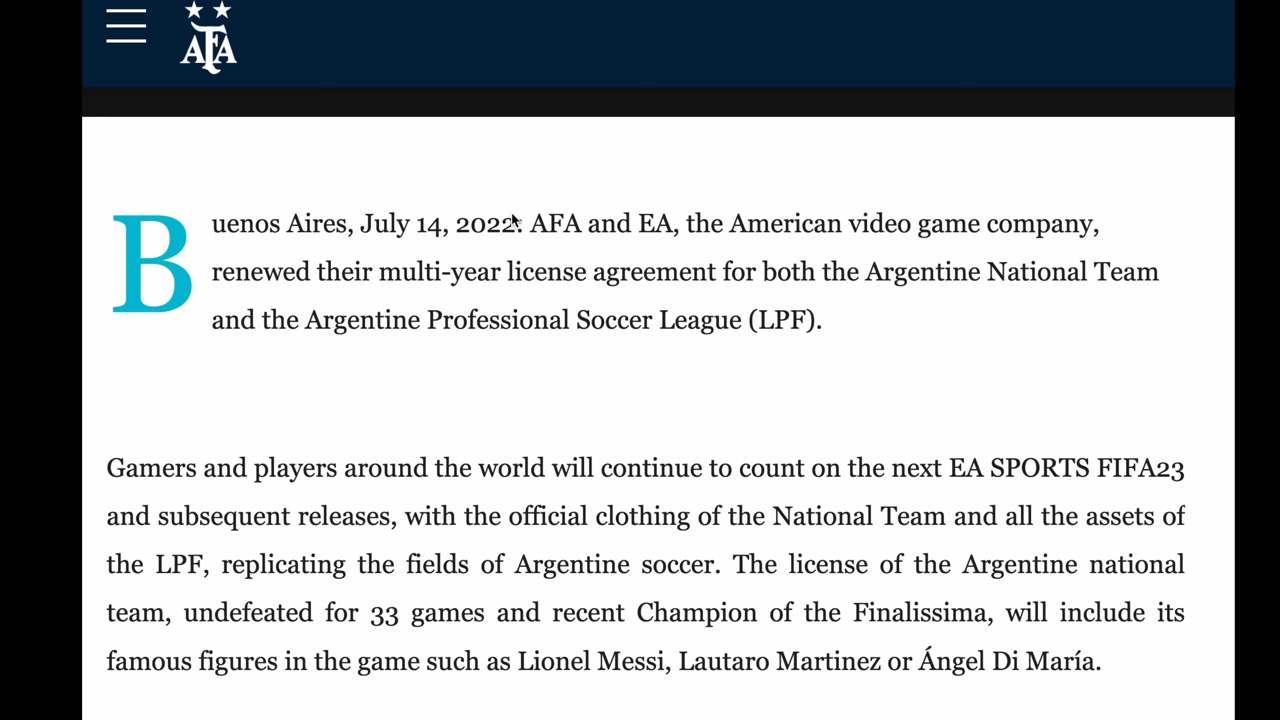 AFA
Buenos Aires, July 14, 2022. AFA and EA, the American video game company,
renewed their multi-year license agreement for both the Argentine National Team
and the Argentine Professional Soccer League (LPF).
Gamers and players around the world will continue to count on the next EA SPORTS FIFA23
and subsequent releases, with the official clothing of the National Team and all the assets of
the LPF, replicating the fields of Argentine soccer. The license of the Argentine national
team, undefeated for 33 games and recent Champion of the Finalissima, will include its
famous figures in the game such as Lionel Messi, Lautaro Martinez or Ángel Di María.